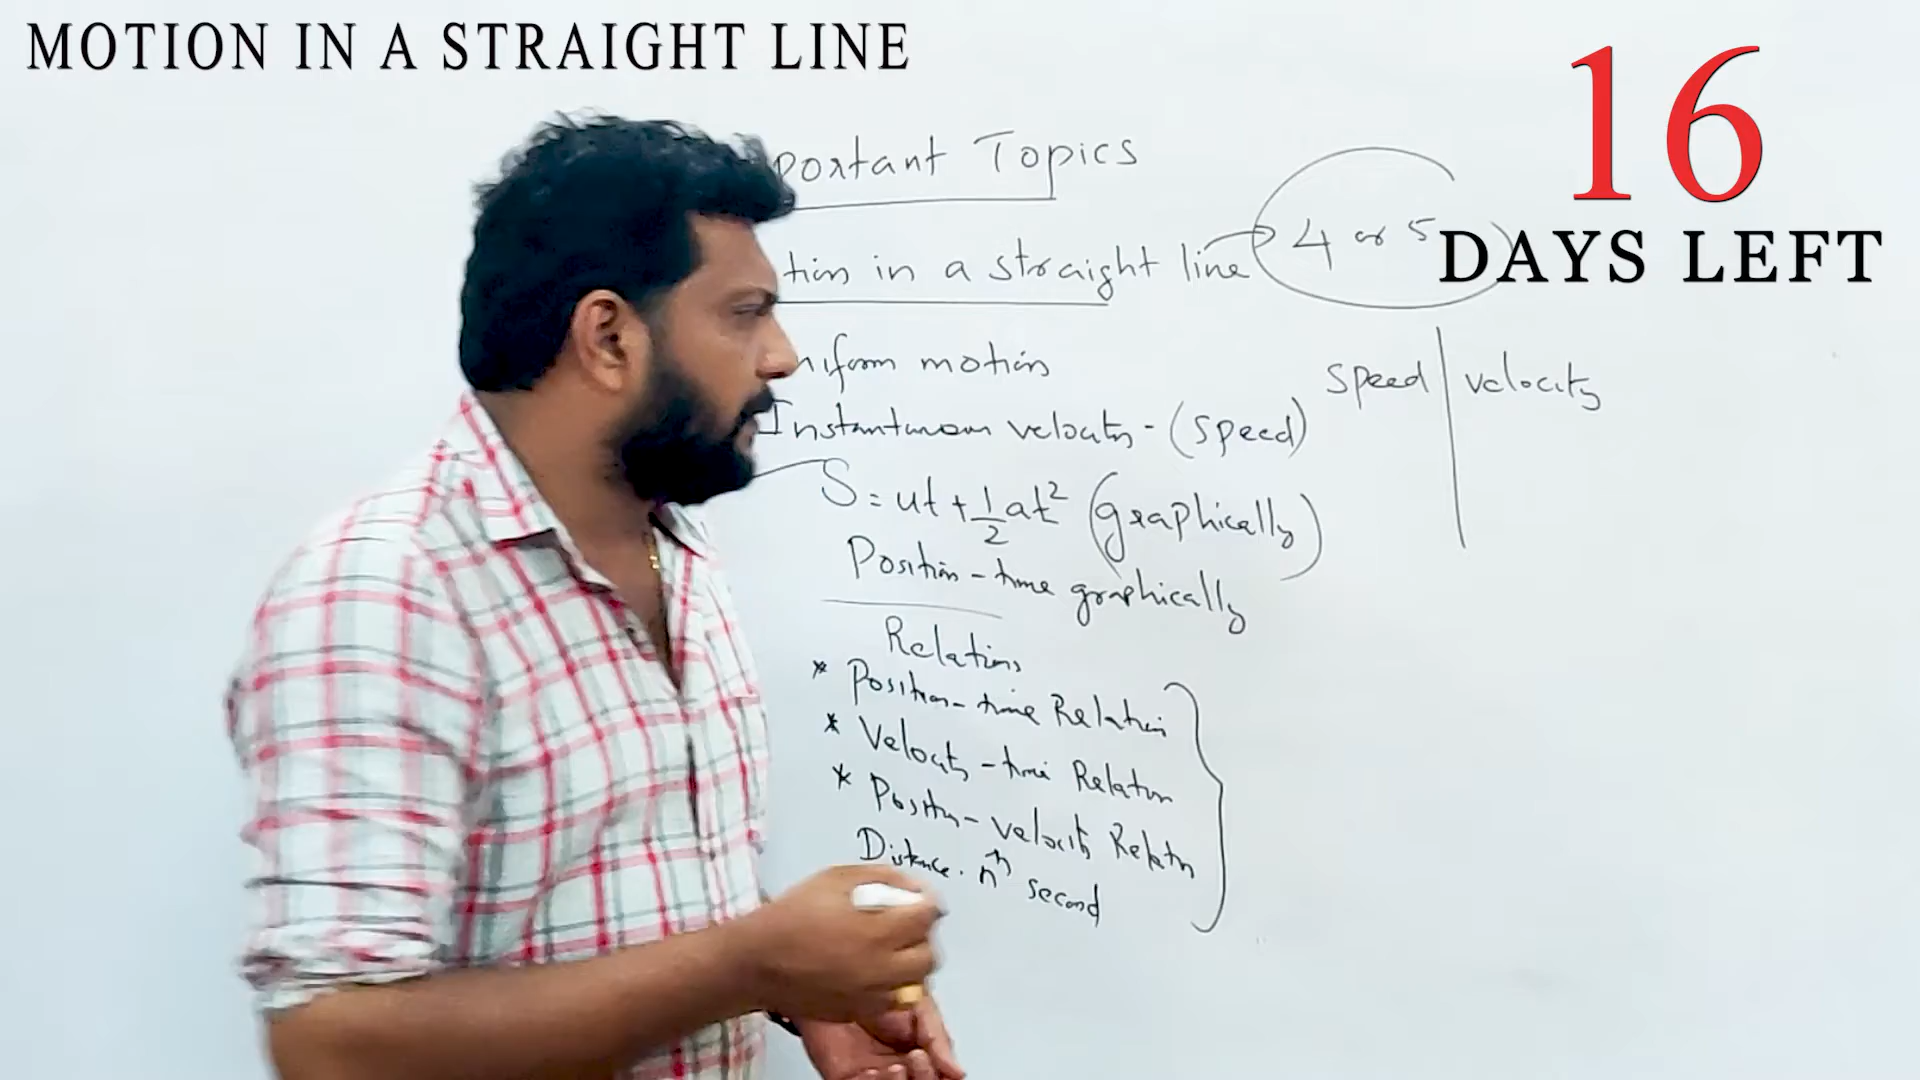 MOTION IN A STRAIGHT LINE
16
DAYS LEFT
portant Topics
tion in a straight line 4 or 5
niform motion
speed velocity
Instantaneous velocity - (speed)
S = ut + 1/2 at² (graphically)
Position - time graphically
Relations
* Position - time Relation
* Velocity - time Relation
* Position - velocity Relation
Distance . nth second